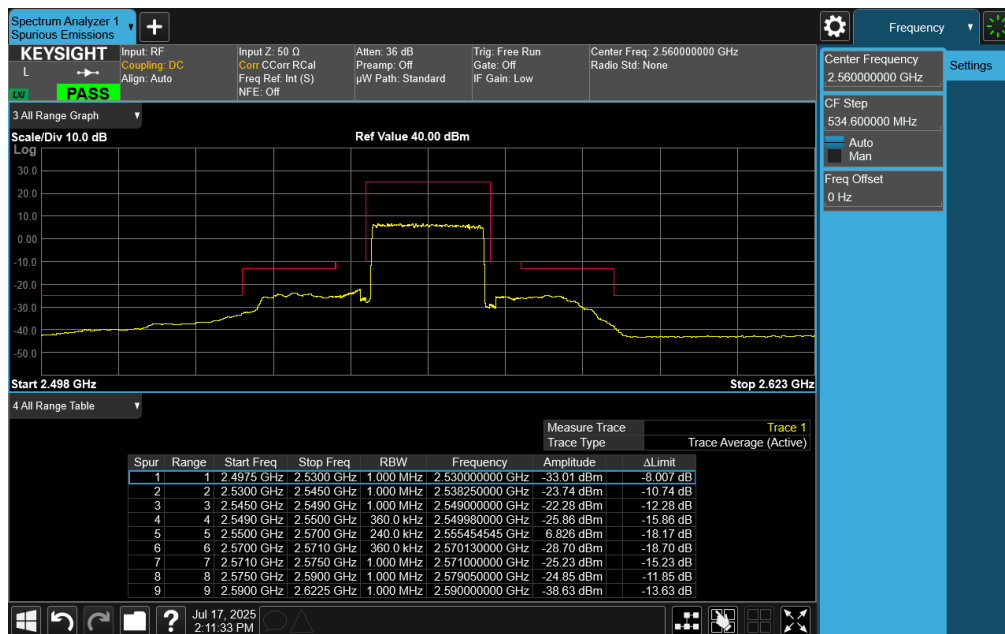 Spectrum Analyzer 1
Spurious Emissions
Frequency
KEYSIGHT
L
LXI
PASS
Input: RF
Coupling: DC
Align: Auto
Input Z: 50 Ω
Corr CCorr RCal
Freq Ref: Int (S)
NFE: Off
Atten: 36 dB
Preamp: Off
µW Path: Standard
Trig: Free Run
Gate: Off
IF Gain: Low
Center Freq: 2.560000000 GHz
Radio Std: None
Center Frequency
2.560000000 GHz
Settings
CF Step
534.600000 MHz
Auto
Man
Freq Offset
0 Hz
3 All Range Graph
Scale/Div 10.0 dB
Ref Value 40.00 dBm
Log
30.0
20.0
10.0
0.00
-10.0
-20.0
-30.0
-40.0
-50.0
Start 2.498 GHz
Stop 2.623 GHz
4 All Range Table
Measure Trace Trace 1
Trace Type Trace Average (Active)
Spur Range Start Freq Stop Freq RBW Frequency Amplitude ΔLimit
1 1 2.4975 GHz 2.5300 GHz 1.000 MHz 2.530000000 GHz -33.01 dBm -8.007 dB
2 2 2.5300 GHz 2.5450 GHz 1.000 MHz 2.538250000 GHz -23.74 dBm -10.74 dB
3 3 2.5450 GHz 2.5490 GHz 1.000 MHz 2.549000000 GHz -22.28 dBm -12.28 dB
4 4 2.5490 GHz 2.5500 GHz 360.0 kHz 2.549980000 GHz -25.86 dBm -15.86 dB
5 5 2.5500 GHz 2.5700 GHz 240.0 kHz 2.555454545 GHz 6.826 dBm -18.17 dB
6 6 2.5700 GHz 2.5710 GHz 360.0 kHz 2.570130000 GHz -28.70 dBm -18.70 dB
7 7 2.5710 GHz 2.5750 GHz 1.000 MHz 2.571000000 GHz -25.23 dBm -15.23 dB
8 8 2.5750 GHz 2.5900 GHz 1.000 MHz 2.579050000 GHz -24.85 dBm -11.85 dB
9 9 2.5900 GHz 2.6225 GHz 1.000 MHz 2.590000000 GHz -38.63 dBm -13.63 dB
Jul 17, 2025
2:11:33 PM